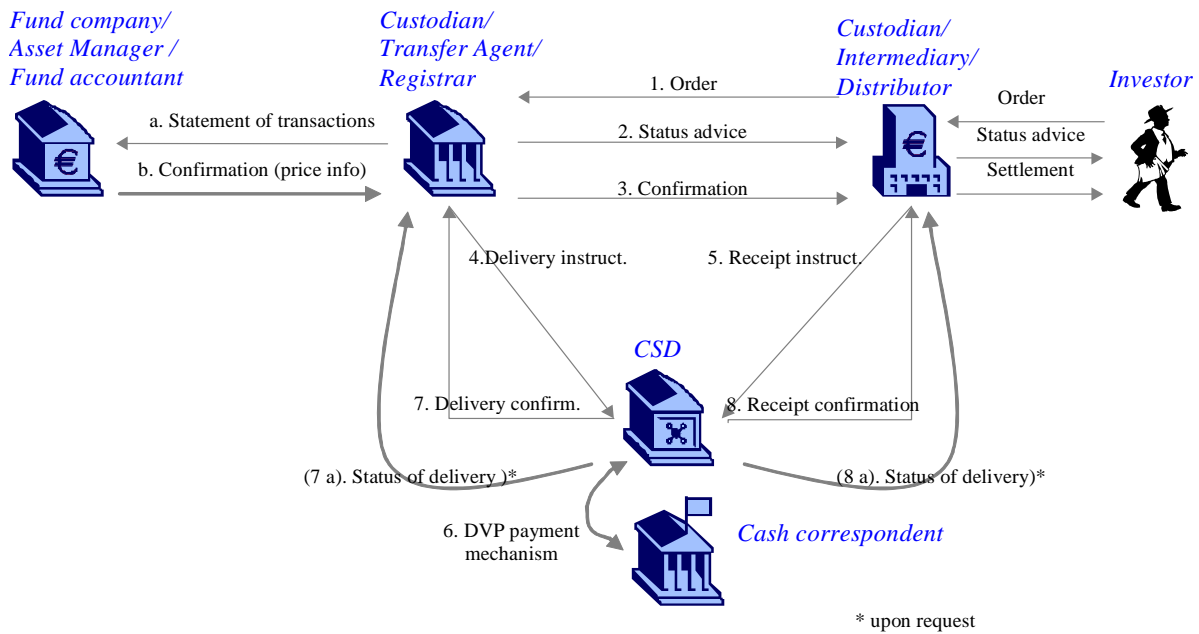 Fund company/
Asset Manager /
Fund accountant
Custodian/
Transfer Agent/
Registrar
Custodian/
Intermediary/
Distributor
Investor
1. Order
Order
a. Statement of transactions
2. Status advice
Status advice
b. Confirmation (price info)
3. Confirmation
Settlement
€
€
4.Delivery instruct.
5. Receipt instruct.
CSD
7. Delivery confirm.
8. Receipt confirmation
(7 a). Status of delivery )*
(8 a). Status of delivery)*
6. DVP payment
mechanism
Cash correspondent
* upon request